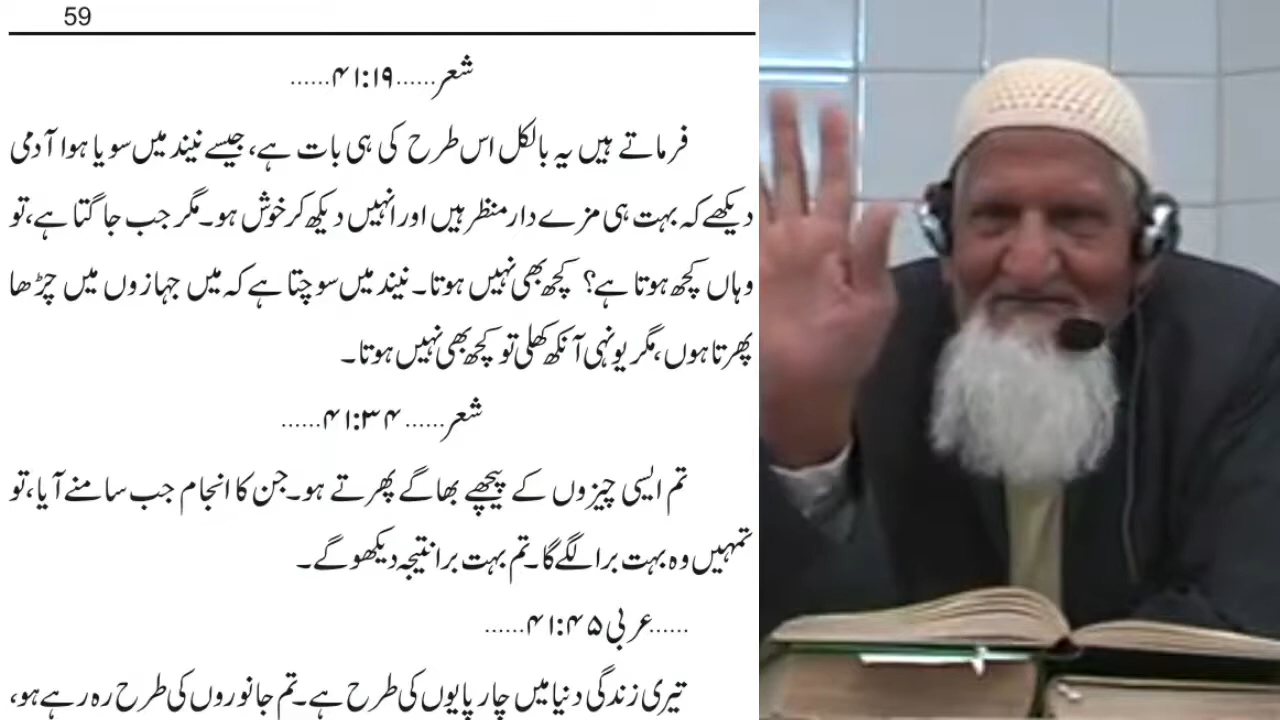 59
شعر......۴۱:۱۹......
فرماتے ہیں یہ بالکل اس طرح کی ہی بات ہے، جیسے نیند میں سویا ہوا آدمی
دیکھے کہ بہت ہی مزے دار منظر ہیں اور انہیں دیکھ کر خوش ہو۔ مگر جب جاگتا ہے، تو
وہاں کچھ ہوتا ہے؟ کچھ بھی نہیں ہوتا۔ نیند میں سوچتا ہے کہ میں جہازوں میں چڑھا
پھرتا ہوں، مگر یونہی آنکھ کھلی تو کچھ بھی نہیں ہوتا۔
شعر......۴۱:۳۴......
تم ایسی چیزوں کے پیچھے بھاگے پھرتے ہو۔ جن کا انجام جب سامنے آیا، تو
تمہیں وہ بہت برا لگے گا۔ تم بہت برا نتیجہ دیکھو گے۔
......عربی۴۱:۴۵......
تیری زندگی دنیا میں چارپایوں کی طرح ہے۔ تم جانوروں کی طرح رہ رہے ہو،